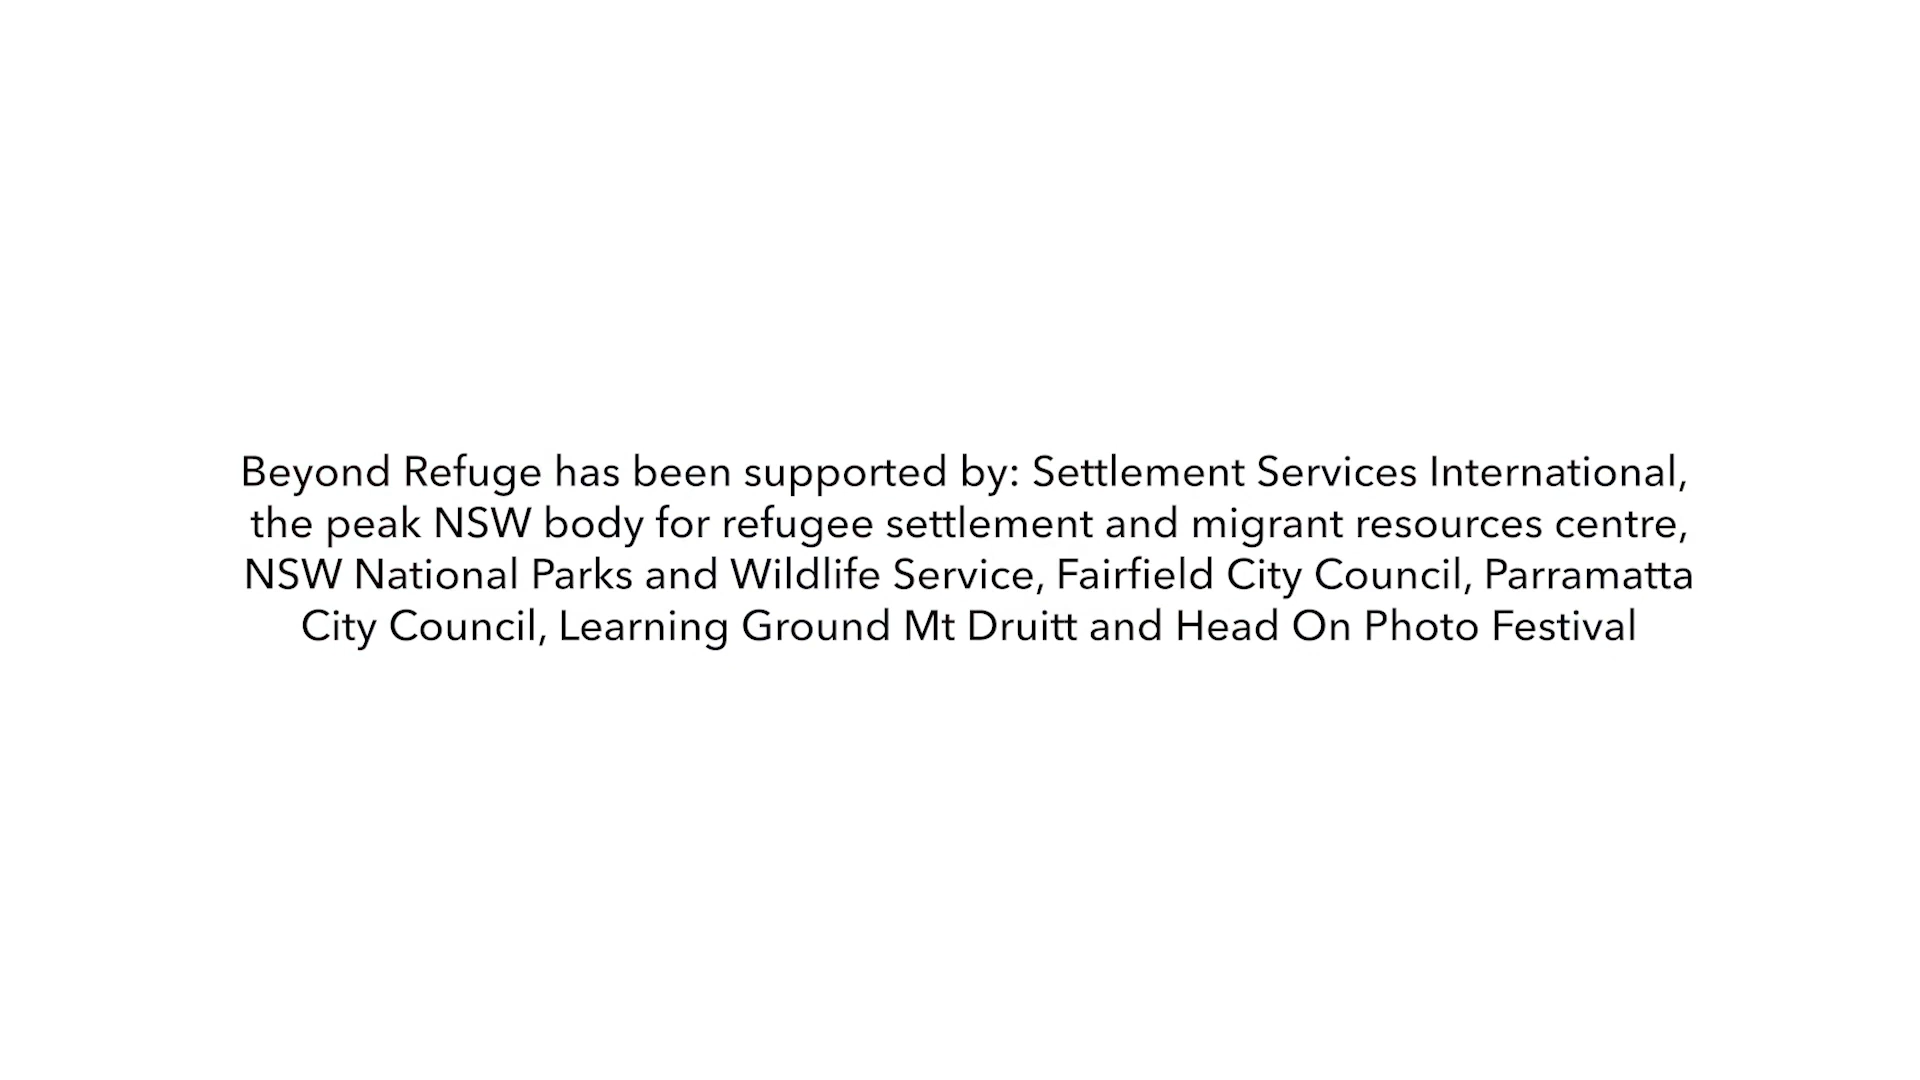 Beyond Refuge has been supported by: Settlement Services International,
the peak NSW body for refugee settlement and migrant resources centre,
NSW National Parks and Wildlife Service, Fairfield City Council, Parramatta
City Council, Learning Ground Mt Druitt and Head On Photo Festival